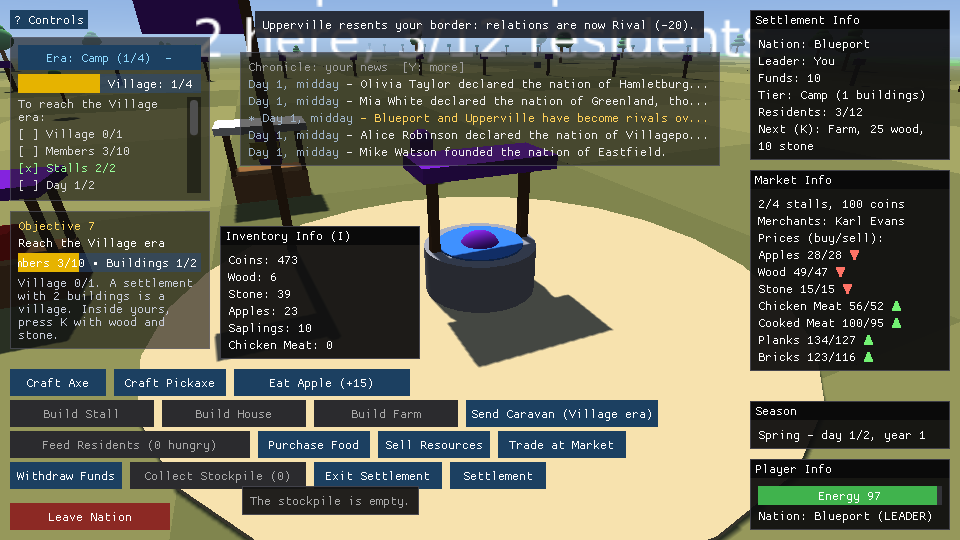 ? Controls
Era: Camp (1/4) –
Village: 1/4
To reach the Village
era:
[ ] Village 0/1
[ ] Members 3/10
[x] Stalls 2/2
[ ] Day 1/2
Objective 7
Reach the Village era
mbers 3/10 • Buildings 1/2
Village 0/1. A settlement
with 2 buildings is a
village. Inside yours,
press K with wood and
stone.
2 here, 3/12 residents
Upperville resents your border: relations are now Rival (-20).
Chronicle: your news [Y: more]
Day 1, midday – Olivia Taylor declared the nation of Hamletburg...
Day 1, midday – Mia White declared the nation of Greenland, tho...
* Day 1, midday – Blueport and Upperville have become rivals ov...
Day 1, midday – Alice Robinson declared the nation of Villagepo...
Day 1, midday – Mike Watson founded the nation of Eastfield.
Inventory Info (I)
Coins: 473
Wood: 6
Stone: 39
Apples: 23
Saplings: 10
Chicken Meat: 0
Settlement Info
Nation: Blueport
Leader: You
Funds: 10
Tier: Camp (1 buildings)
Residents: 3/12
Next (K): Farm, 25 wood,
10 stone
Market Info
2/4 stalls, 100 coins
Merchants: Karl Evans
Prices (buy/sell):
Apples 28/28
Wood 49/47
Stone 15/15
Chicken Meat 56/52
Cooked Meat 100/95
Planks 134/127
Bricks 123/116
Season
Spring – day 1/2, year 1
Player Info
Energy 97
Nation: Blueport (LEADER)
Craft Axe
Craft Pickaxe
Eat Apple (+15)
Build Stall
Build House
Build Farm
Send Caravan (Village era)
Feed Residents (0 hungry)
Purchase Food
Sell Resources
Trade at Market
Withdraw Funds
Collect Stockpile (0)
Exit Settlement
Settlement
The stockpile is empty.
Leave Nation